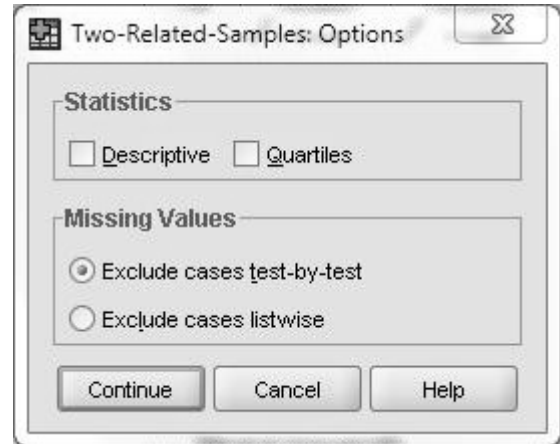 Two-Related-Samples: Options
Statistics
Descriptive Quartiles
Missing Values
Exclude cases test-by-test
Exclude cases listwise
Continue Cancel Help